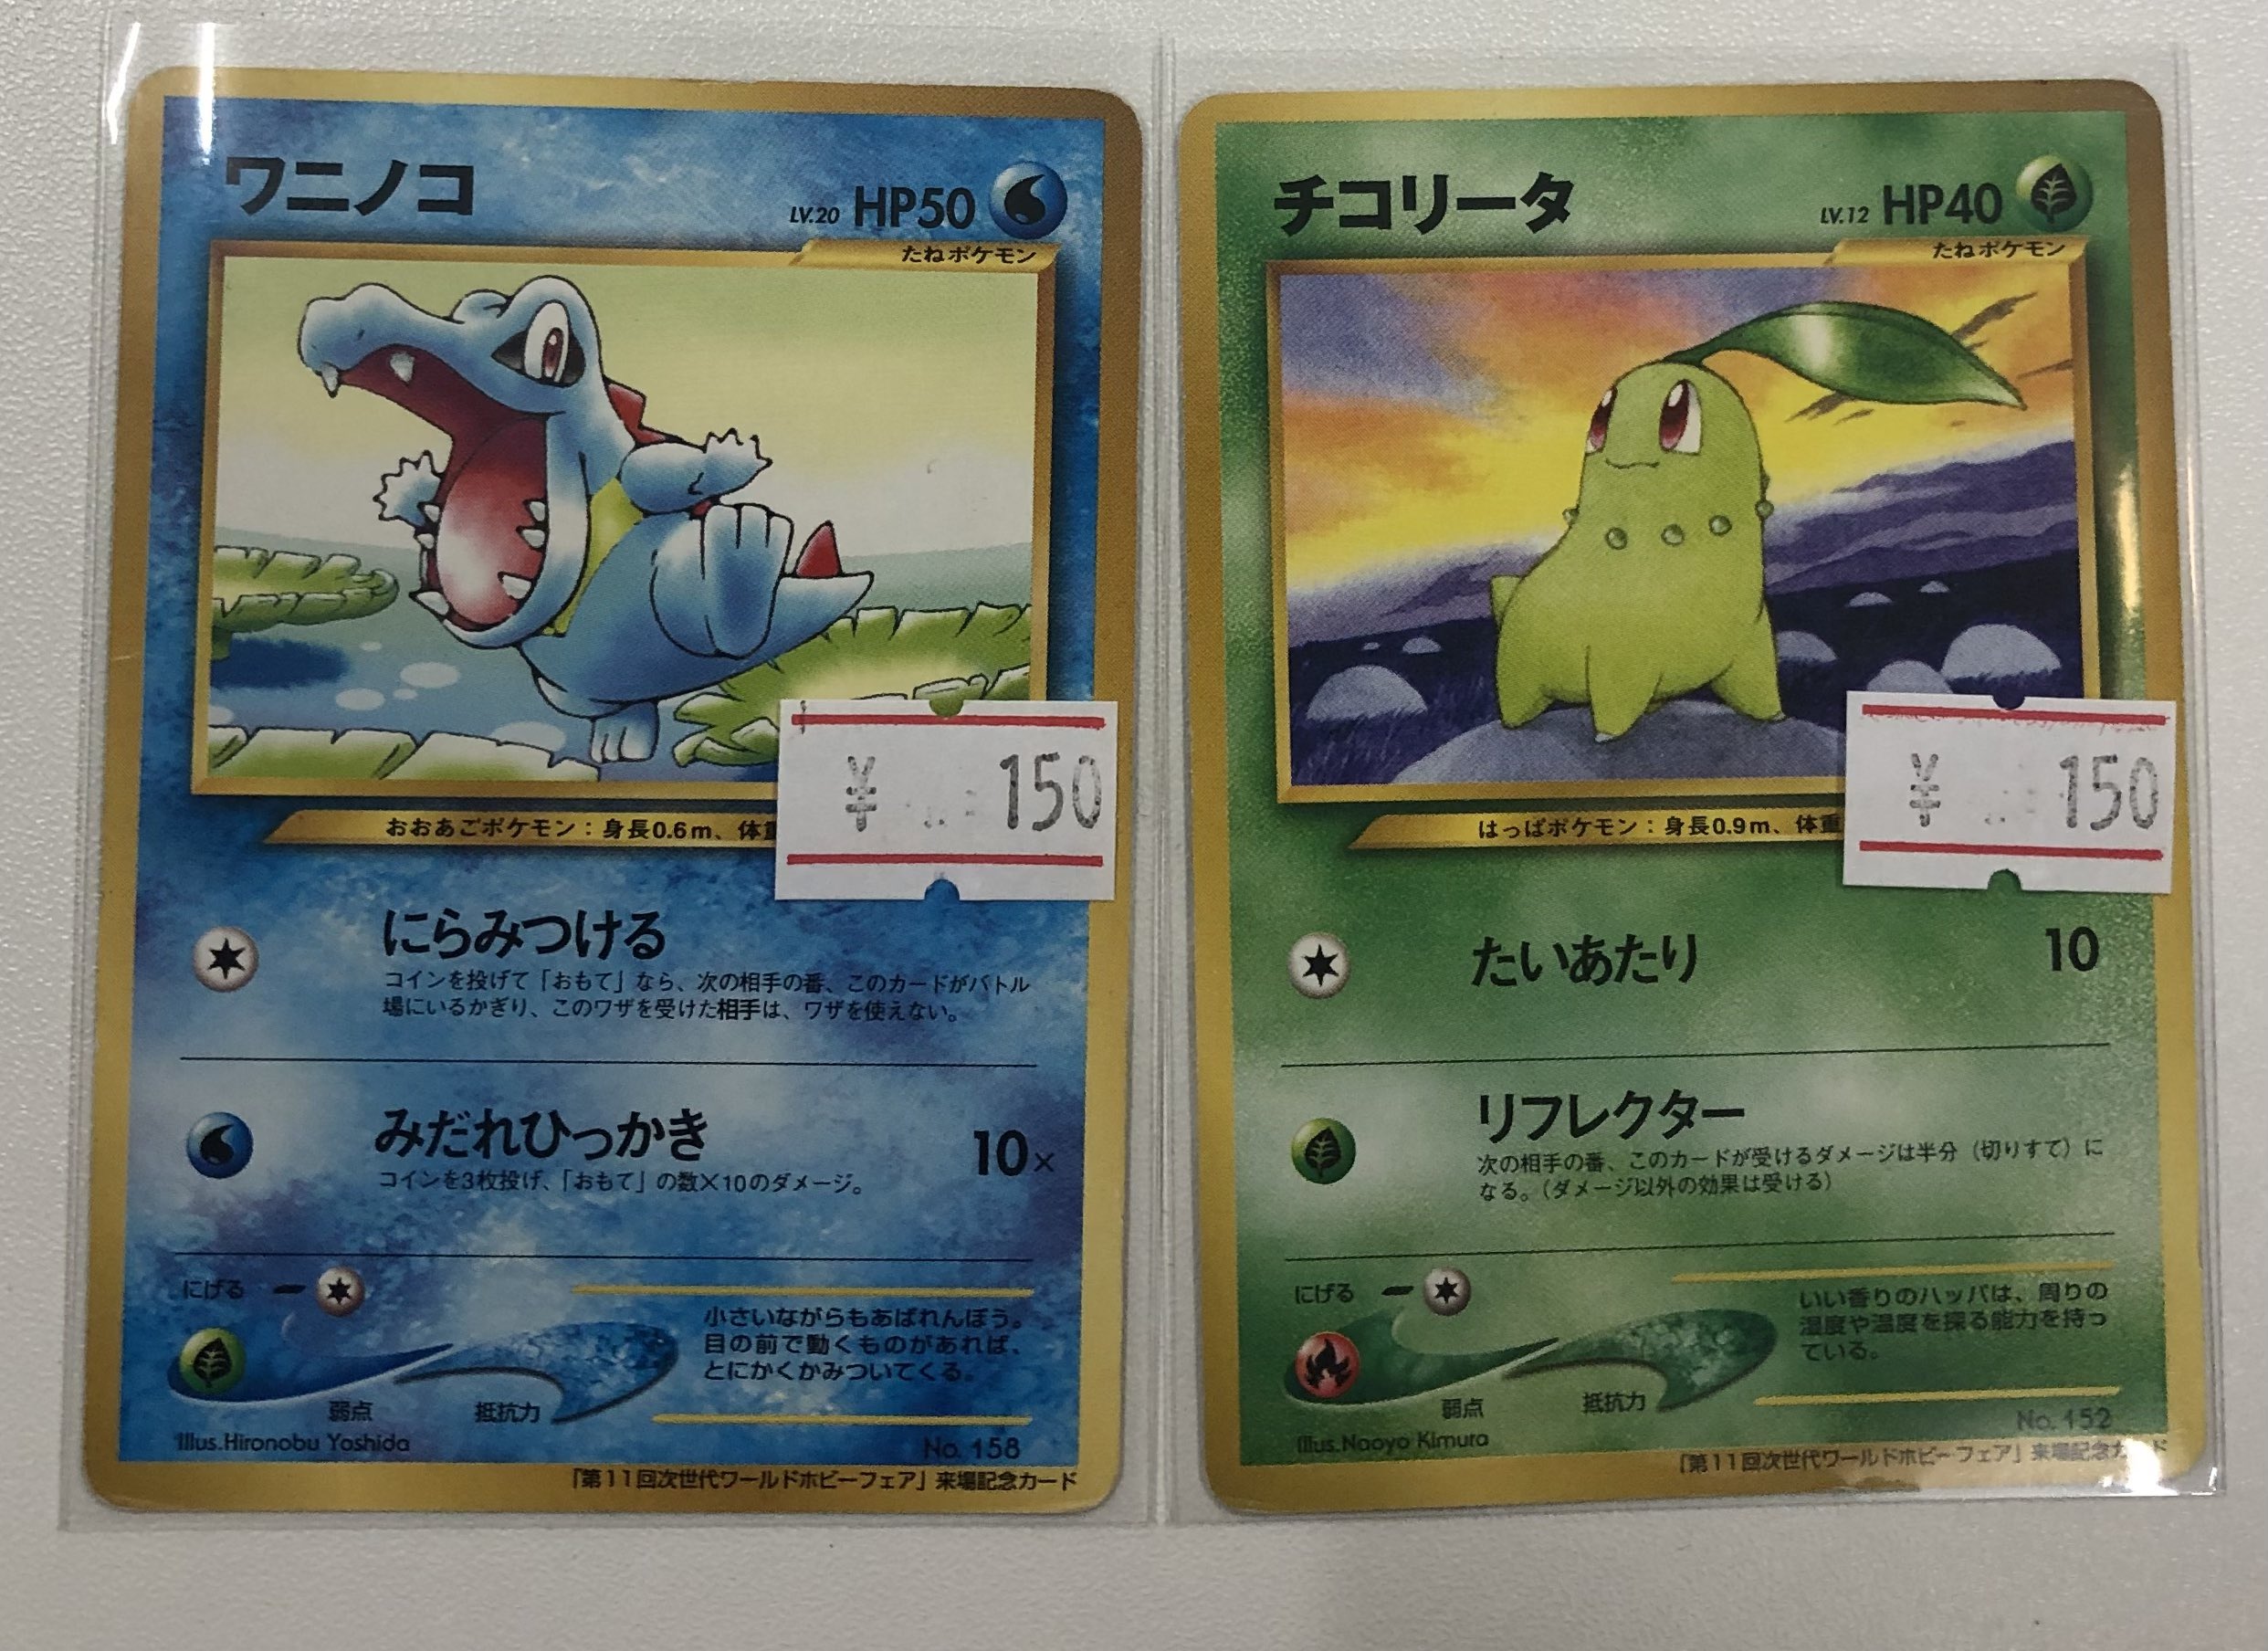 ワニノコ
LV.20 HP50
たねポケモン
おおあごポケモン：身長0.6m、体重
¥ 150
にらみつける
コインを投げて「おもて」なら、次の相手の番、このカードがバトル
場にいるかぎり、このワザを受けた相手は、ワザを使えない。
みだれひっかき 10×
コインを3枚投げ、「おもて」の数×10のダメージ。
にげる
小さいながらもあばれんぼう。
目の前で動くものがあれば、
とにかくかみついてくる。
弱点 抵抗力
Illus.Hironobu Yoshida No. 158
「第11回次世代ワールドホビーフェア」来場記念カード
チコリータ
LV.12 HP40
たねポケモン
はっぱポケモン：身長0.9m、体重
¥ 150
たいあたり 10
リフレクター
次の相手の番、このカードが受けるダメージは半分（切りすて）に
なる。（ダメージ以外の効果は受ける）
にげる
いい香りのハッパは、周りの
湿度や温度を探る能力を持っ
ている。
弱点 抵抗力
Illus.Naoyo Kimura No. 152
「第11回次世代ワールドホビーフェア」来場記念カード